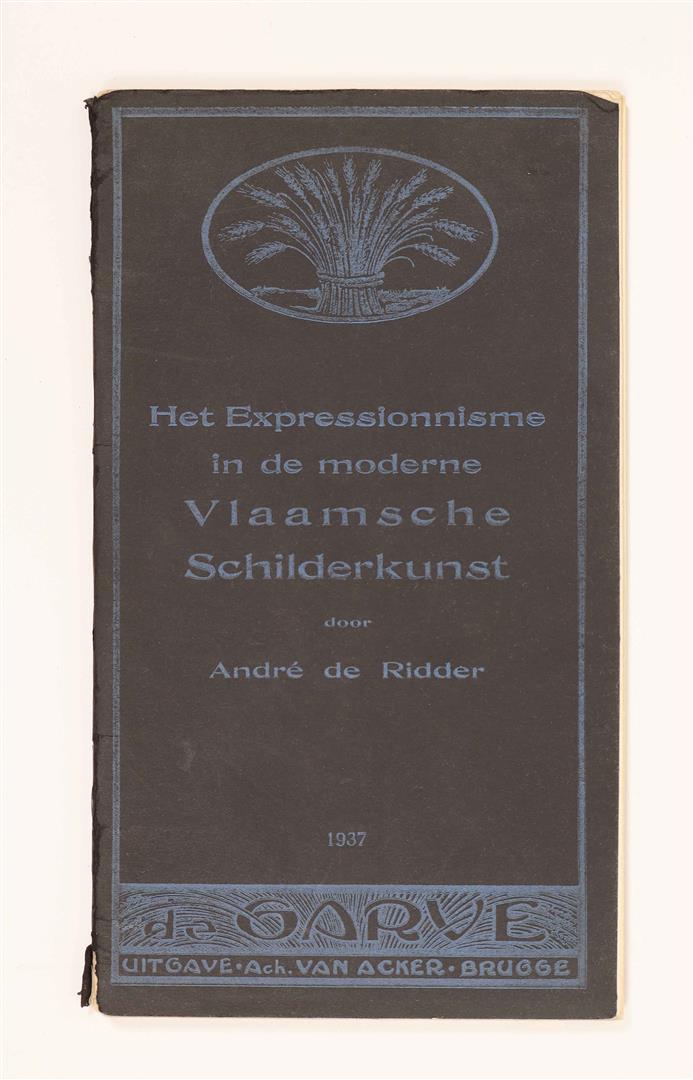 Het Expressionnisme
in de moderne
Vlaamsche
Schilderkunst
door
André de Ridder
1937
de GARVE
UITGAVE·Ach. VAN ACKER·BRUGGE